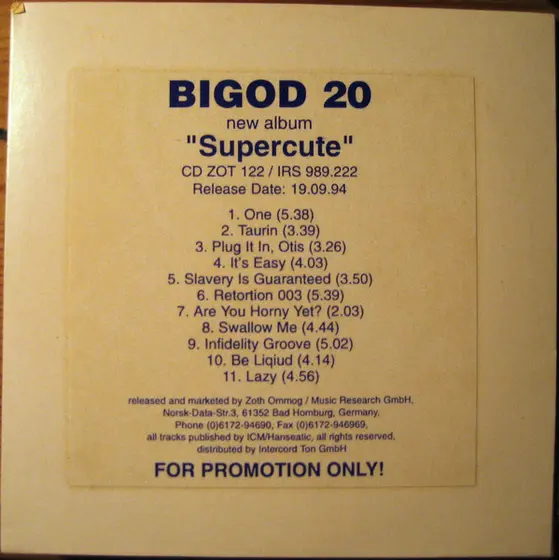 BIGOD 20
new album
"Supercute"
CD ZOT 122 / IRS 989.222
Release Date: 19.09.94
1. One (5.38)
2. Taurin (3.39)
3. Plug It In, Otis (3.26)
4. It's Easy (4.03)
5. Slavery Is Guaranteed (3.50)
6. Retortion 003 (5.39)
7. Are You Horny Yet? (2.03)
8. Swallow Me (4.44)
9. Infidelity Groove (5.02)
10. Be Liqiud (4.14)
11. Lazy (4.56)
released and marketed by Zoth Ommog / Music Research GmbH,
Norsk-Data-Str.3, 61352 Bad Homburg, Germany,
Phone (0)6172-94690, Fax (0)6172-946969,
all tracks published by ICM/Hanseatic, all rights reserved,
distributed by Intercord Ton GmbH
FOR PROMOTION ONLY!